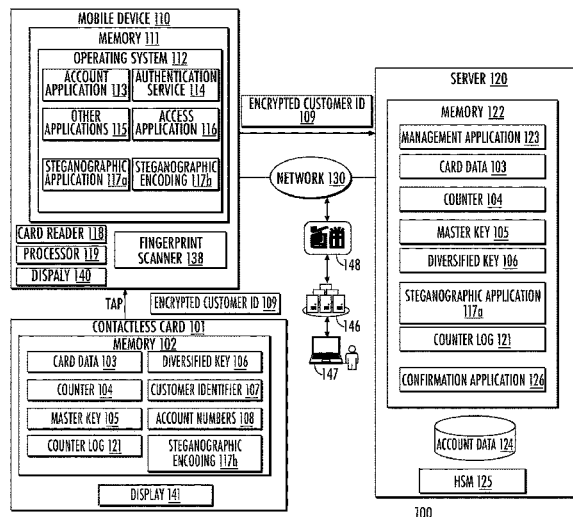 MOBILE DEVICE 110
MEMORY 111
OPERATING SYSTEM 112
ACCOUNT APPLICATION 113
AUTHENTICATION SERVICE 114
OTHER APPLICATIONS 115
ACCESS APPLICATION 116
STEGANOGRAPHIC APPLICATION 117a
STEGANOGRAPHIC ENCODING 117b
CARD READER 118
PROCESSOR 119
DISPALY 140
FINGERPRINT SCANNER 138
TAP
ENCRYPTED CUSTOMER ID 109
CONTACTLESS CARD 101
MEMORY 102
CARD DATA 103
DIVERSIFIED KEY 106
COUNTER 104
CUSTOMER IDENTIFIER 107
MASTER KEY 105
ACCOUNT NUMBERS 108
COUNTER LOG 121
STEGANOGRAPHIC ENCODING 117b
DISPLAY 141
ENCRYPTED CUSTOMER ID 109
NETWORK 130
148
146
147
SERVER 120
MEMORY 122
MANAGEMENT APPLICATION 123
CARD DATA 103
COUNTER 104
MASTER KEY 105
DIVERSIFIED KEY 106
STEGANOGRAPHIC APPLICATION 117a
COUNTER LOG 121
CONFIRMATION APPLICATION 126
ACCOUNT DATA 124
HSM 125
100